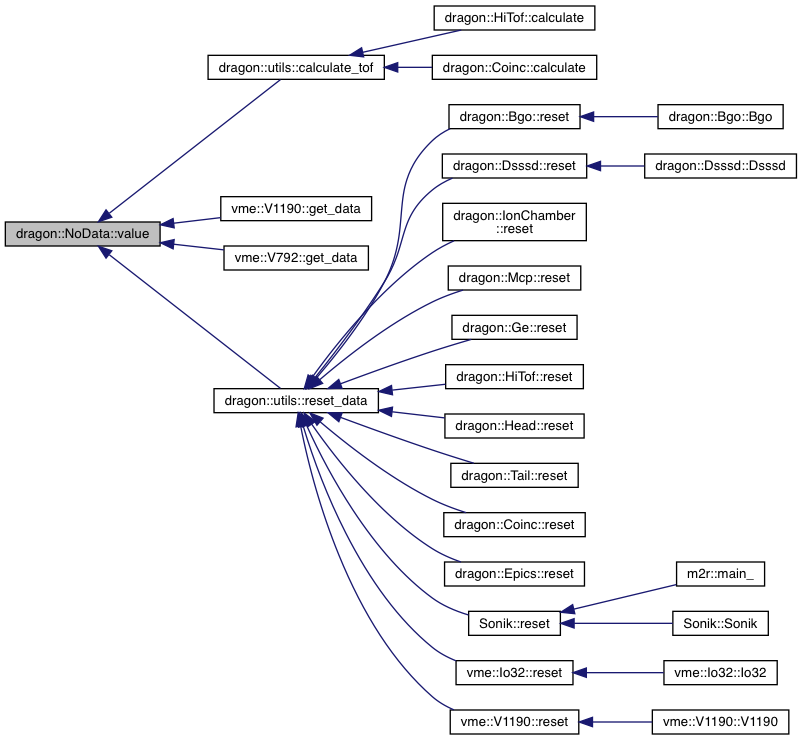 dragon::HiTof::calculate
dragon::utils::calculate_tof
dragon::Coinc::calculate
dragon::Bgo::reset
dragon::Bgo::Bgo
dragon::Dsssd::reset
dragon::Dsssd::Dsssd
vme::V1190::get_data
dragon::IonChamber
::reset
dragon::NoData::value
vme::V792::get_data
dragon::Mcp::reset
dragon::Ge::reset
dragon::HiTof::reset
dragon::utils::reset_data
dragon::Head::reset
dragon::Tail::reset
dragon::Coinc::reset
dragon::Epics::reset
m2r::main_
Sonik::reset
Sonik::Sonik
vme::Io32::reset
vme::Io32::Io32
vme::V1190::reset
vme::V1190::V1190